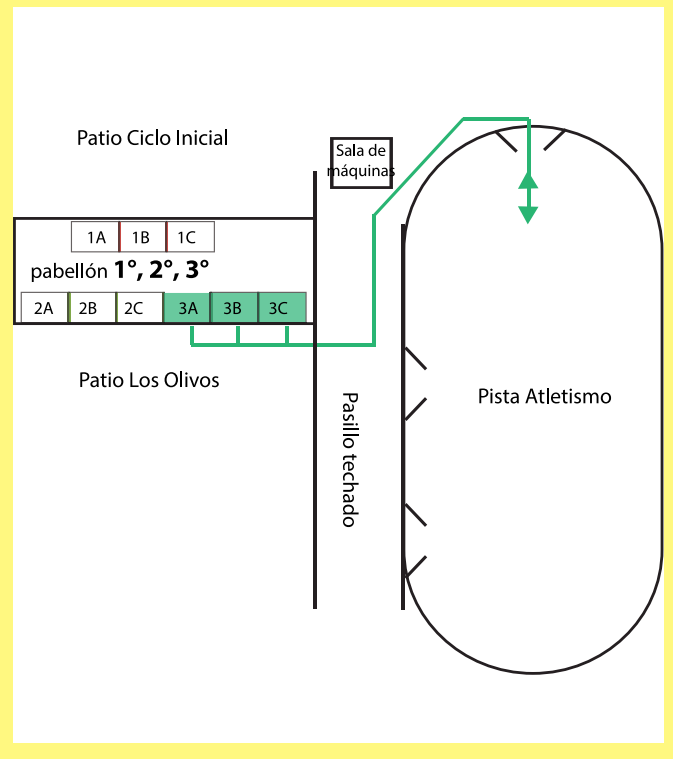 Patio Ciclo Inicial
Sala de
máquinas
1A 1B 1C
pabellón 1°, 2°, 3°
2A 2B 2C 3A 3B 3C
Patio Los Olivos
Pasillo techado
Pista Atletismo